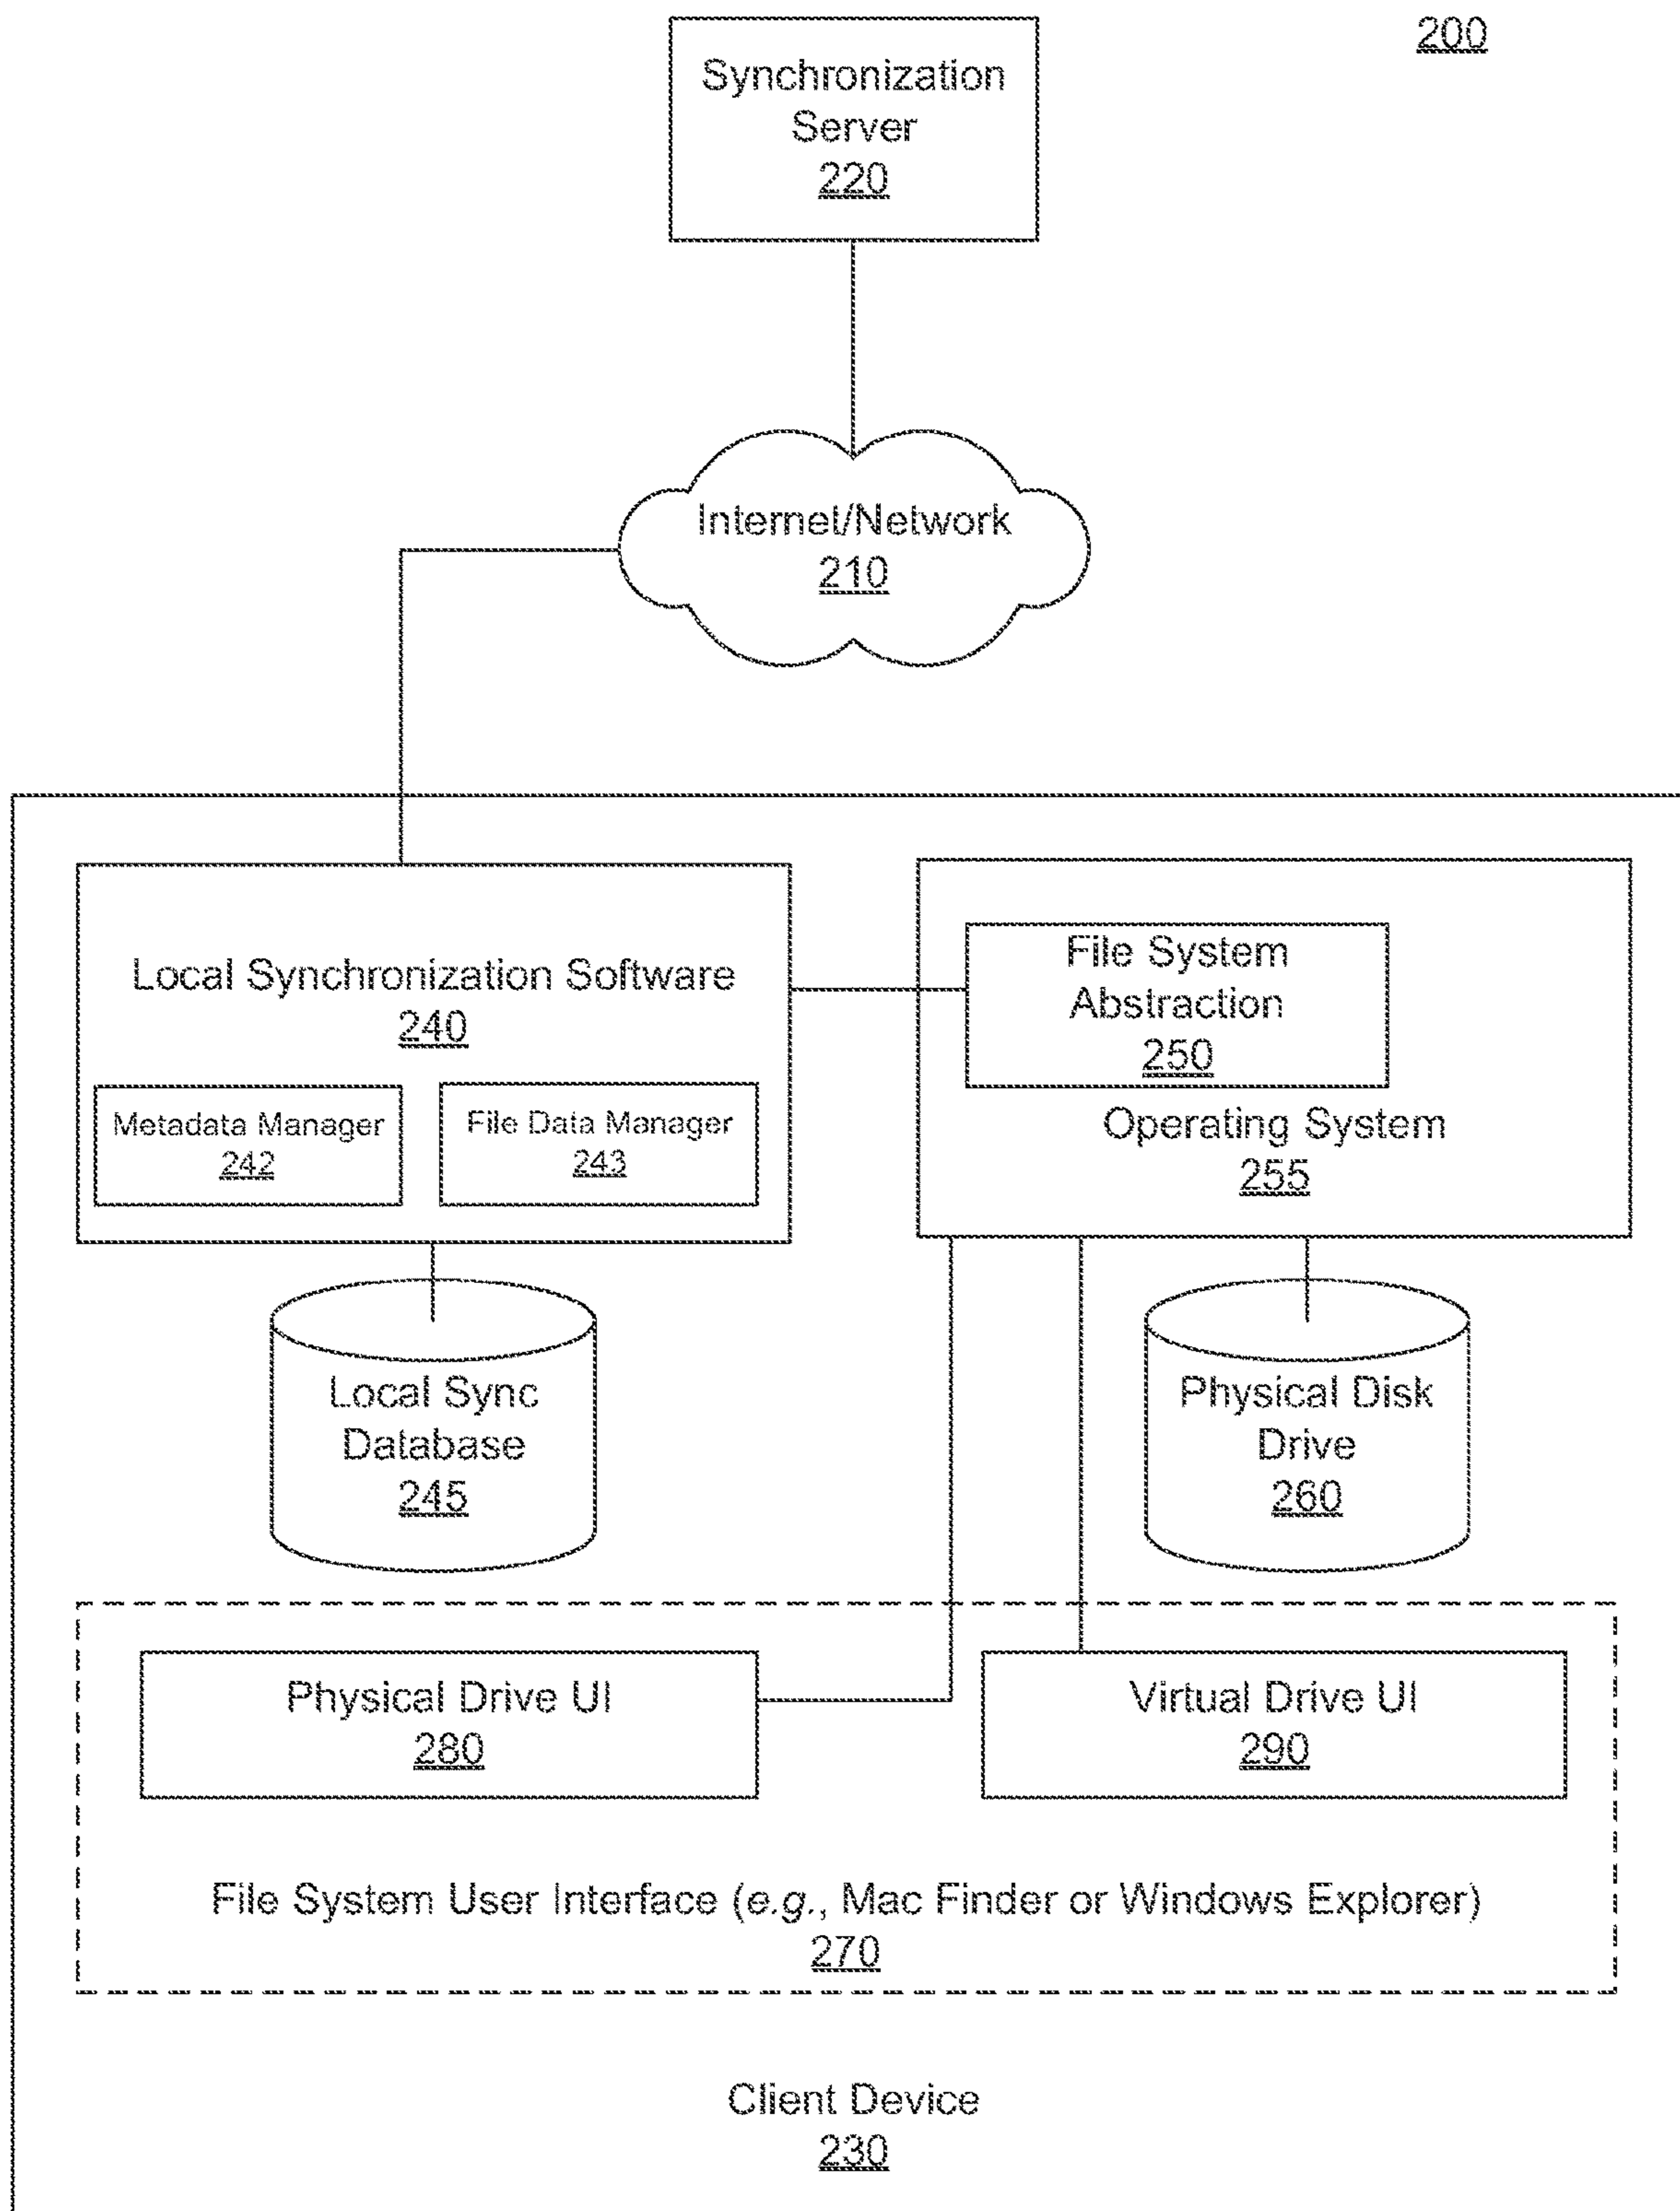 200
Synchronization
Server
220
Internet/Network
210
Local Synchronization Software
240
Metadata Manager
242
File Data Manager
243
File System
Abstraction
250
Operating System
255
Local Sync
Database
245
Physical Disk
Drive
260
Physical Drive UI
280
Virtual Drive UI
290
File System User Interface (e.g., Mac Finder or Windows Explorer)
270
Client Device
230